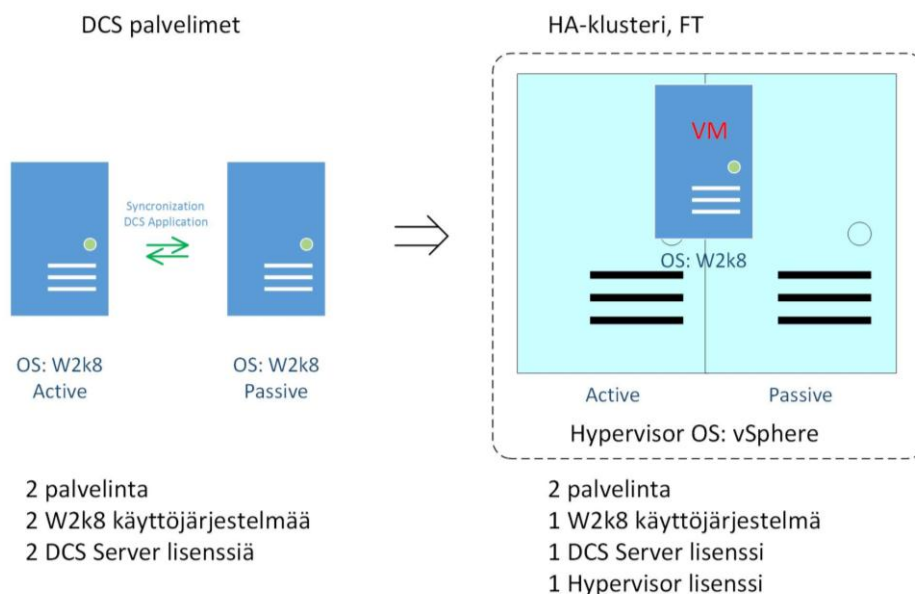 DCS palvelimet
Syncronization
DCS Application
OS: W2k8
Active
OS: W2k8
Passive
2 palvelinta
2 W2k8 käyttöjärjestelmää
2 DCS Server lisenssiä
HA-klusteri, FT
VM
OS: W2k8
Active
Passive
Hypervisor OS: vSphere
2 palvelinta
1 W2k8 käyttöjärjestelmä
1 DCS Server lisenssi
1 Hypervisor lisenssi